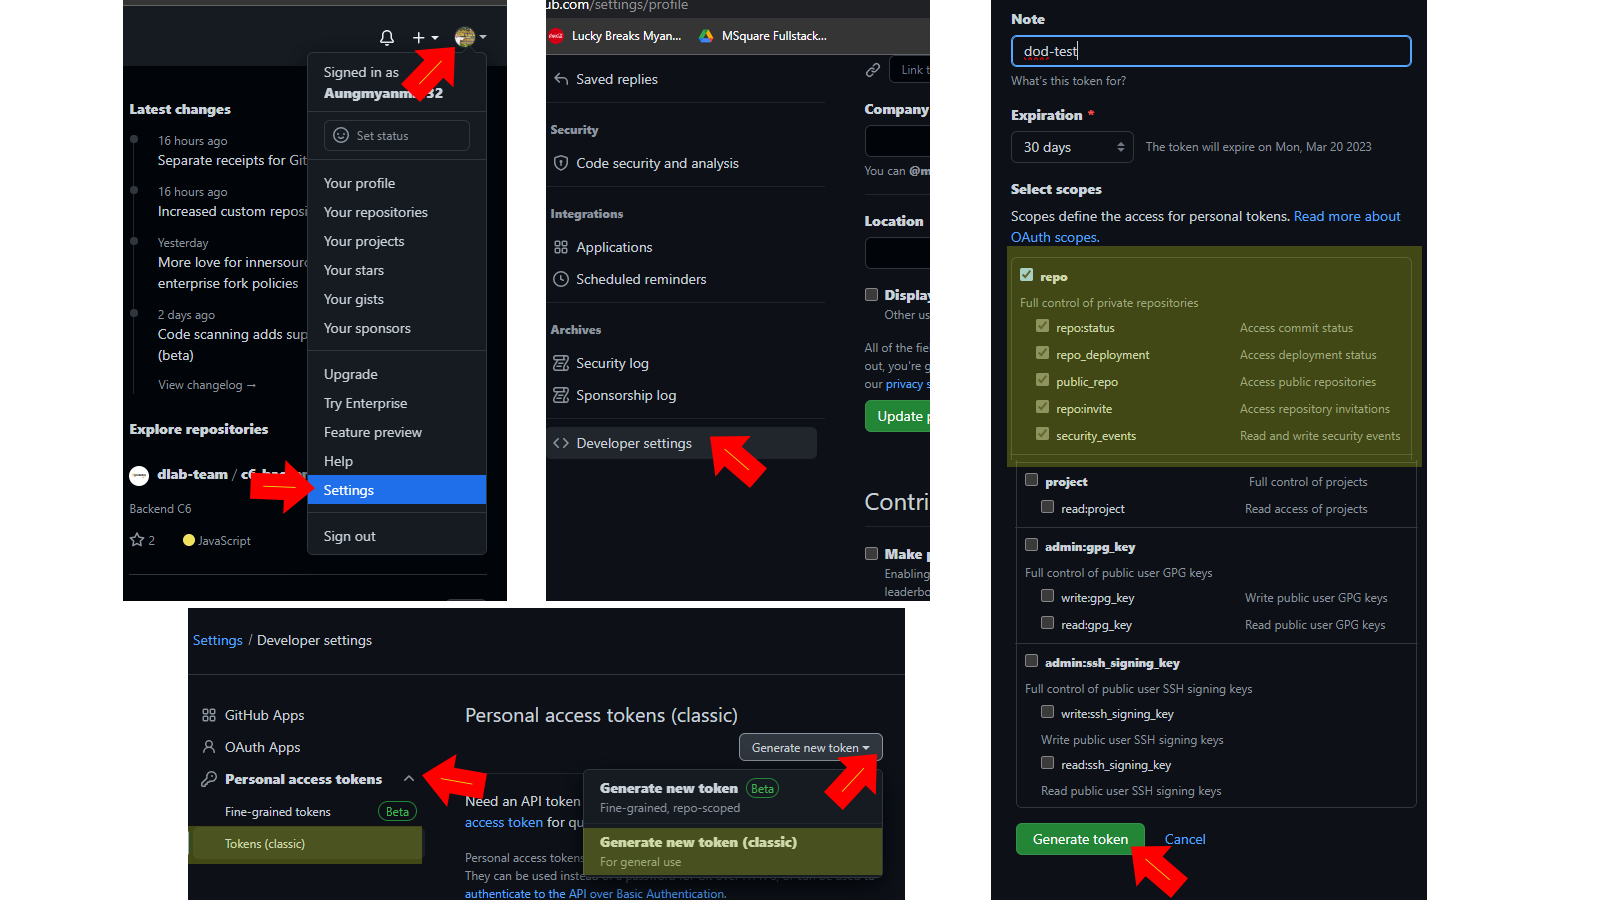 Signed in as
Set status
Latest changes
16 hours ago
Separate receipts for Git
16 hours ago
Increased custom reposi
Yesterday
More love for innersourc
enterprise fork policies
2 days ago
Code scanning adds sup
(beta)
View changelog →
Explore repositories
dlab-team /
Backend C6
2
JavaScript
Your profile
Your repositories
Your projects
Your stars
Your gists
Your sponsors
Upgrade
Try Enterprise
Feature preview
Help
Settings
Sign out
ub.com/settings/profile
Lucky Breaks Myan...
MSquare Fullstack...
Saved replies
Security
Code security and analysis
Integrations
Applications
Scheduled reminders
Archives
Security log
Sponsorship log
Developer settings
Link t
Company
You can @m
Location
Display
Other us
All of the fie
out, you're g
our privacy s
Update p
Contri
Make p
Enabling
leaderbo
Settings / Developer settings
GitHub Apps
OAuth Apps
Personal access tokens
Fine-grained tokens Beta
Tokens (classic)
Personal access tokens (classic)
Generate new token
Need an API token
access token for qu
Generate new token Beta
Fine-grained, repo-scoped
Generate new token (classic)
For general use
Personal access tokens
They can be used instead
authenticate to the API over Basic Authentication.
Note
dod-test
What's this token for?
Expiration *
30 days The token will expire on Mon, Mar 20 2023
Select scopes
Scopes define the access for personal tokens. Read more about
OAuth scopes.
repo
Full control of private repositories
repo:status Access commit status
repo_deployment Access deployment status
public_repo Access public repositories
repo:invite Access repository invitations
security_events Read and write security events
project Full control of projects
read:project Read access of projects
admin:gpg_key
Full control of public user GPG keys
write:gpg_key Write public user GPG keys
read:gpg_key Read public user GPG keys
admin:ssh_signing_key
Full control of public user SSH signing keys
write:ssh_signing_key
Write public user SSH signing keys
read:ssh_signing_key
Read public user SSH signing keys
Generate token Cancel